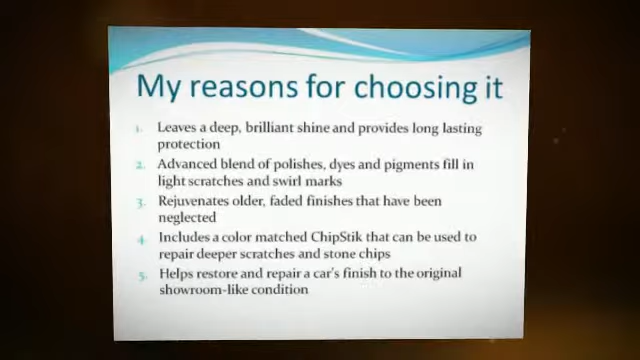 My reasons for choosing it
1. Leaves a deep, brilliant shine and provides long lasting
protection
2. Advanced blend of polishes, dyes and pigments fill in
light scratches and swirl marks
3. Rejuvenates older, faded finishes that have been
neglected
4. Includes a color matched ChipStik that can be used to
repair deeper scratches and stone chips
5. Helps restore and repair a car's finish to the original
showroom-like condition